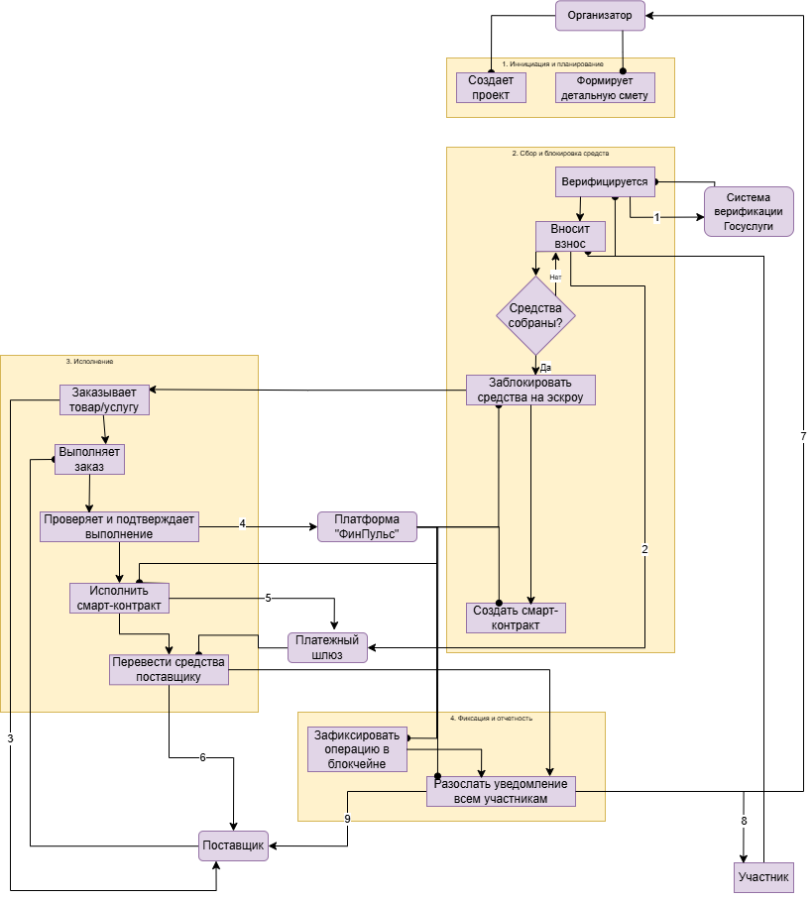 Организатор
1. Иннициация и планирование
Создает
проект
Формирует
детальную смету
2. Сбор и блокировка средств
Верифицируется
1
Система
верификации
Госуслуги
Вносит
взнос
Нет
Средства
собраны?
Да
Заблокировать
средства на эскроу
3. Исполнение
Заказывает
товар/услугу
Выполняет
заказ
7
Проверяет и подтверждает
выполнение
4
Платформа
"ФинПульс"
2
Исполнить
смарт-контракт
5
Создать смарт-
контракт
Платежный
шлюз
Перевести средства
поставщику
4. Фиксация и отчетность
3
6
Зафиксировать
операцию в
блокчейне
Разослать уведомление
всем участникам
9
8
Поставщик
Участник